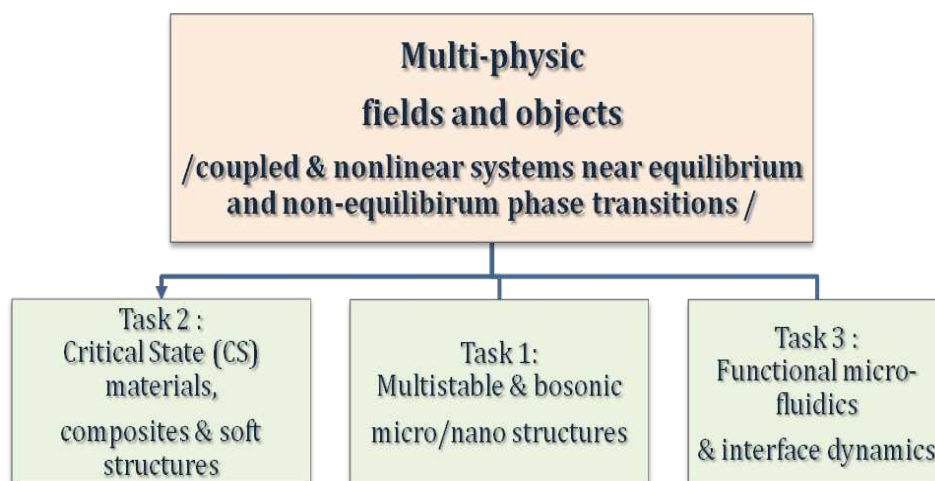 Multi-physic
fields and objects
/coupled & nonlinear systems near equilibrium
and non-equilibirum phase transitions /
Task 2 :
Critical State (CS)
materials,
composites & soft
structures
Task 1:
Multistable & bosonic
micro/nano structures
Task 3 :
Functional micro-
fluidics
& interface dynamics